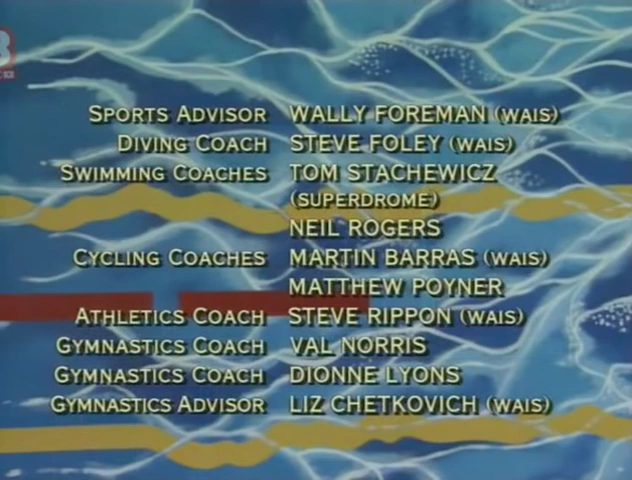 SPORTS ADVISOR WALLY FOREMAN (WAIS)
DIVING COACH STEVE FOLEY (WAIS)
SWIMMING COACHES TOM STACHEWICZ
(SUPERDROME)
NEIL ROGERS
CYCLING COACHES MARTIN BARRAS (WAIS)
MATTHEW POYNER
ATHLETICS COACH STEVE RIPPON (WAIS)
GYMNASTICS COACH VAL NORRIS
GYMNASTICS COACH DIONNE LYONS
GYMNASTICS ADVISOR LIZ CHETKOVICH (WAIS)